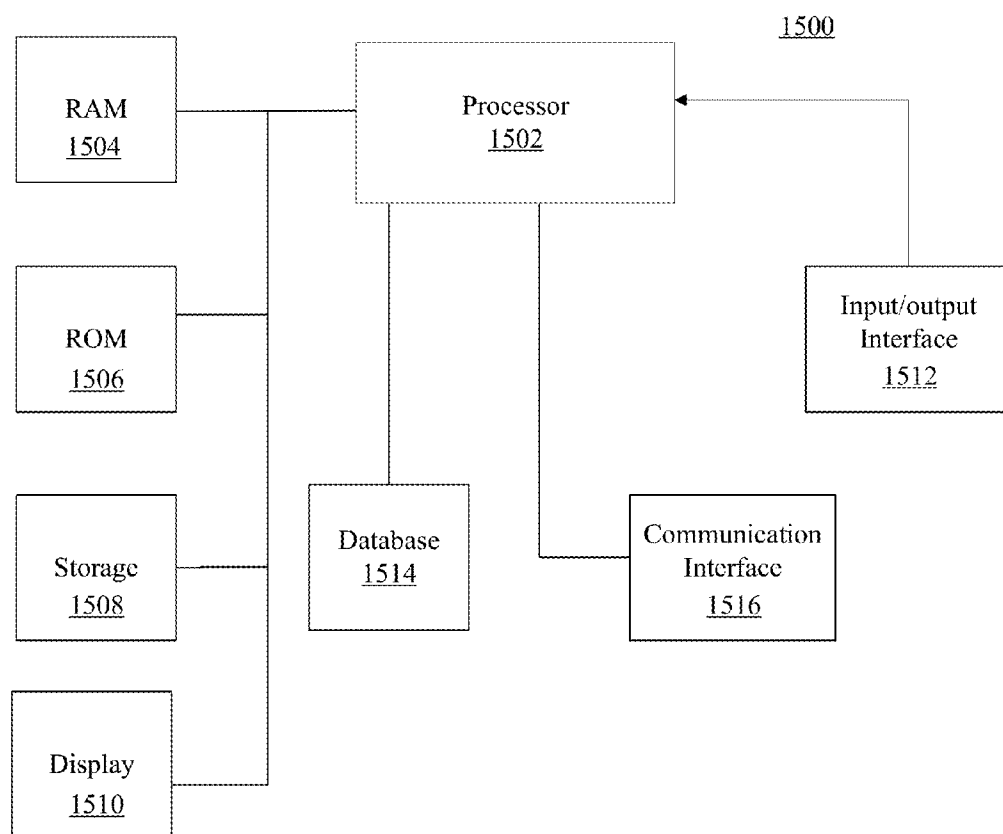 1500
RAM
1504
Processor
1502
ROM
1506
Input/output
Interface
1512
Storage
1508
Database
1514
Communication
Interface
1516
Display
1510